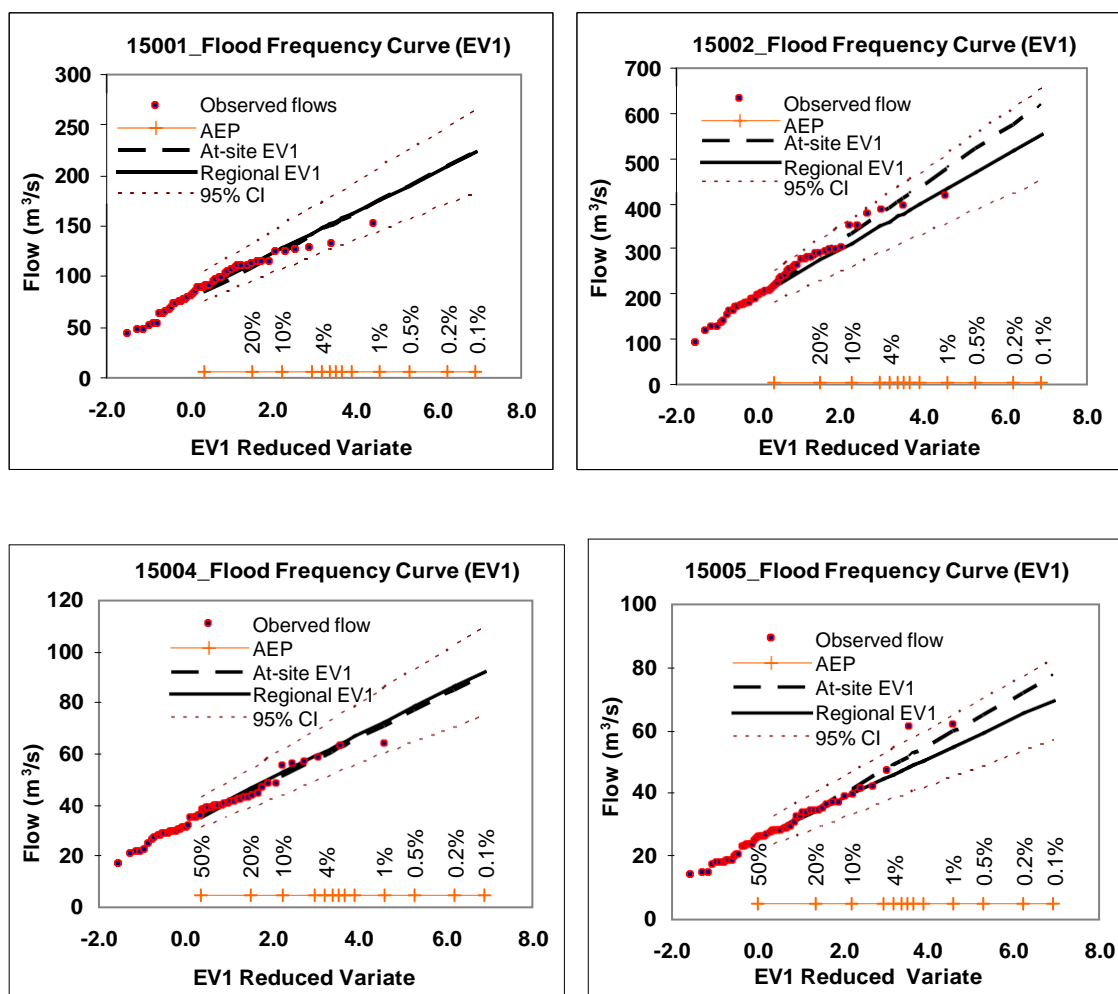 15001_Flood Frequency Curve (EV1)
300
250
200
150
100
50
0
Flow (m³/s)
Observed flows
AEP
At-site EV1
Regional EV1
95% CI
20%
10%
4%
1%
0.5%
0.2%
0.1%
-2.0
0.0
2.0
4.0
6.0
8.0
EV1 Reduced Variate
15002_Flood Frequency Curve (EV1)
700
600
500
400
300
200
100
0
Flow (m³/s)
Observed flow
AEP
At-site EV1
Regional EV1
95% CI
20%
10%
4%
1%
0.5%
0.2%
0.1%
-2.0
0.0
2.0
4.0
6.0
8.0
EV1 Reduced Variate
15004_Flood Frequency Curve (EV1)
120
100
80
60
40
20
0
Flow (m³/s)
Oberved flow
AEP
At-site EV1
Regional EV1
95% CI
50%
20%
10%
4%
1%
0.5%
0.2%
0.1%
-2.0
0.0
2.0
4.0
6.0
8.0
EV1 Reduced Variate
15005_Flood Frequency Curve (EV1)
100
80
60
40
20
0
Flow (m³/s)
Observed flow
AEP
At-site EV1
Regional EV1
95% CI
50%
20%
10%
4%
1%
0.5%
0.2%
0.1%
-2.0
0.0
2.0
4.0
6.0
8.0
EV1 Reduced Variate